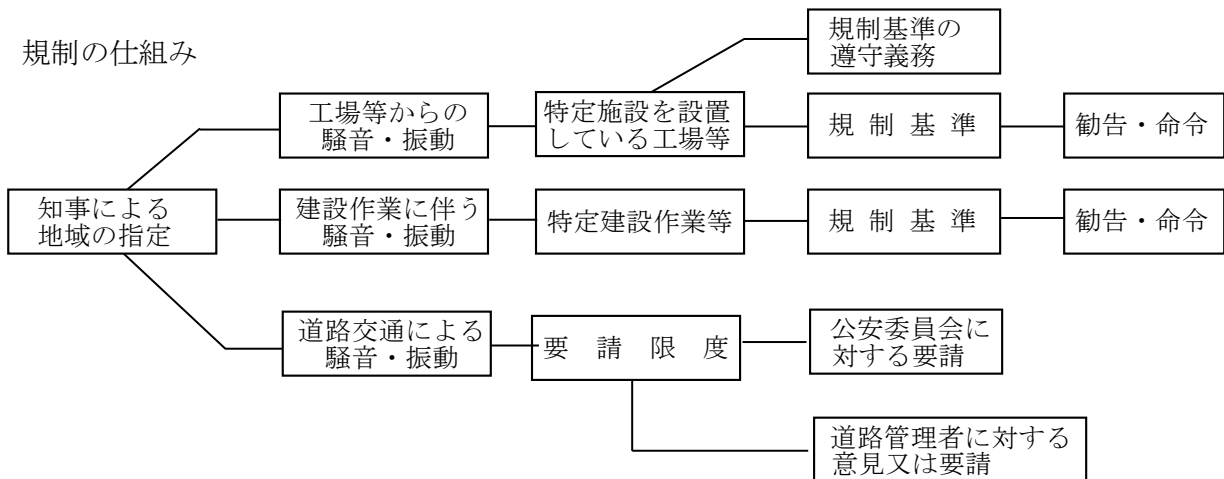 規制の仕組み
規制基準の
遵守義務
工場等からの
騒音・振動
特定施設を設置
している工場等
規 制 基 準
勧告・命令
知事による
地域の指定
建設作業に伴う
騒音・振動
特定建設作業等
規 制 基 準
勧告・命令
道路交通による
騒音・振動
要 請 限 度
公安委員会に
対する要請
道路管理者に対する
意見又は要請